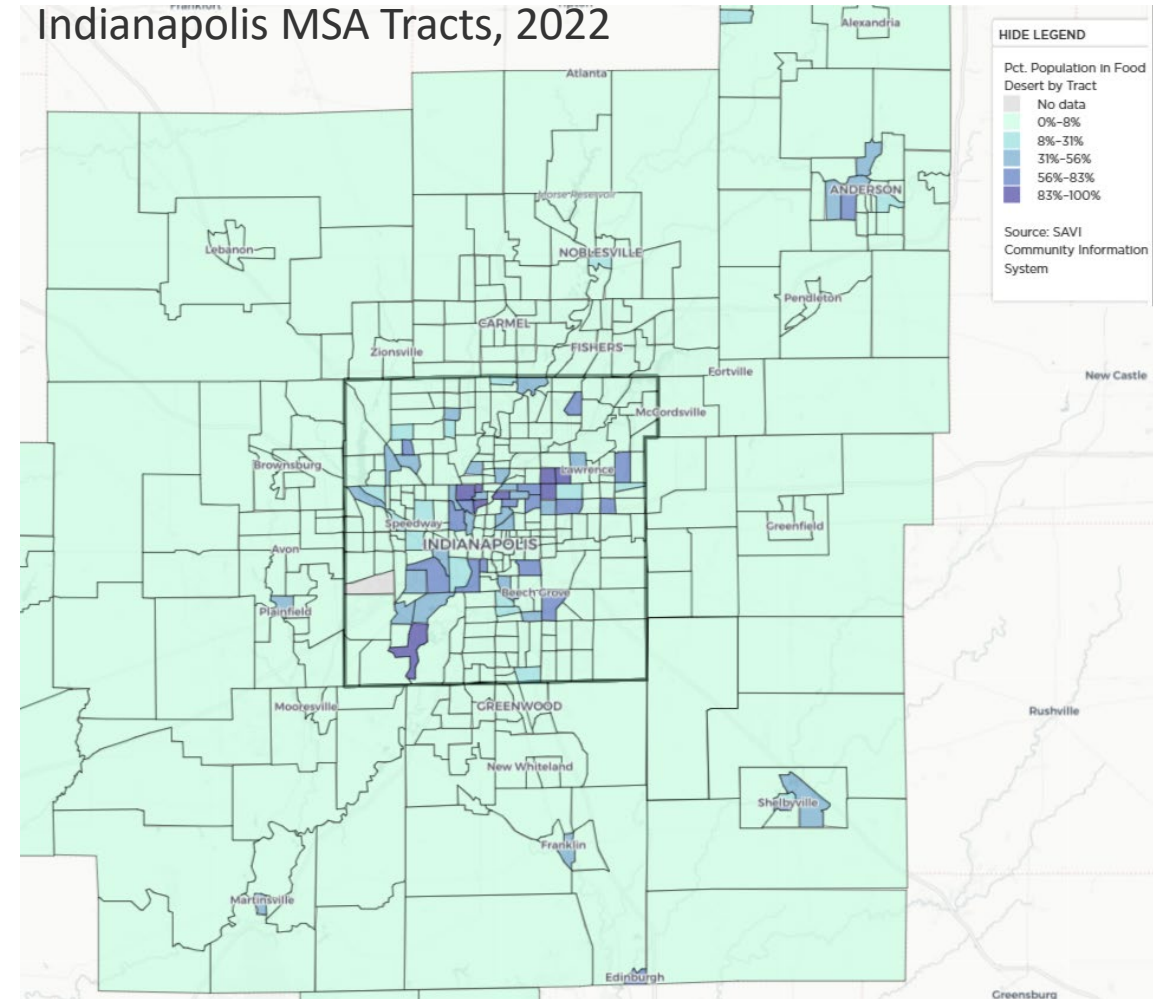 Frankfort
Indianapolis MSA Tracts, 2022
Alexandria
HIDE LEGEND
Pct. Population in Food
Desert by Tract
No data
0%-8%
8%-31%
31%-56%
56%-83%
83%-100%
Source: SAVI
Community Information
System
Atlanta
ANDERSON
Morse Reservoir
Lebanon
NOBLESVILLE
Pendleton
CARMEL
Zionsville
FISHERS
Fortville
New Castle
McCordsville
Brownsburg
Lawrence
Speedway
Greenfield
INDIANAPOLIS
Avon
Beech Grove
Plainfield
Mooresville
GREENWOOD
Rushville
New Whiteland
Shelbyville
Franklin
Martinsville
Edinburgh
Greensburg